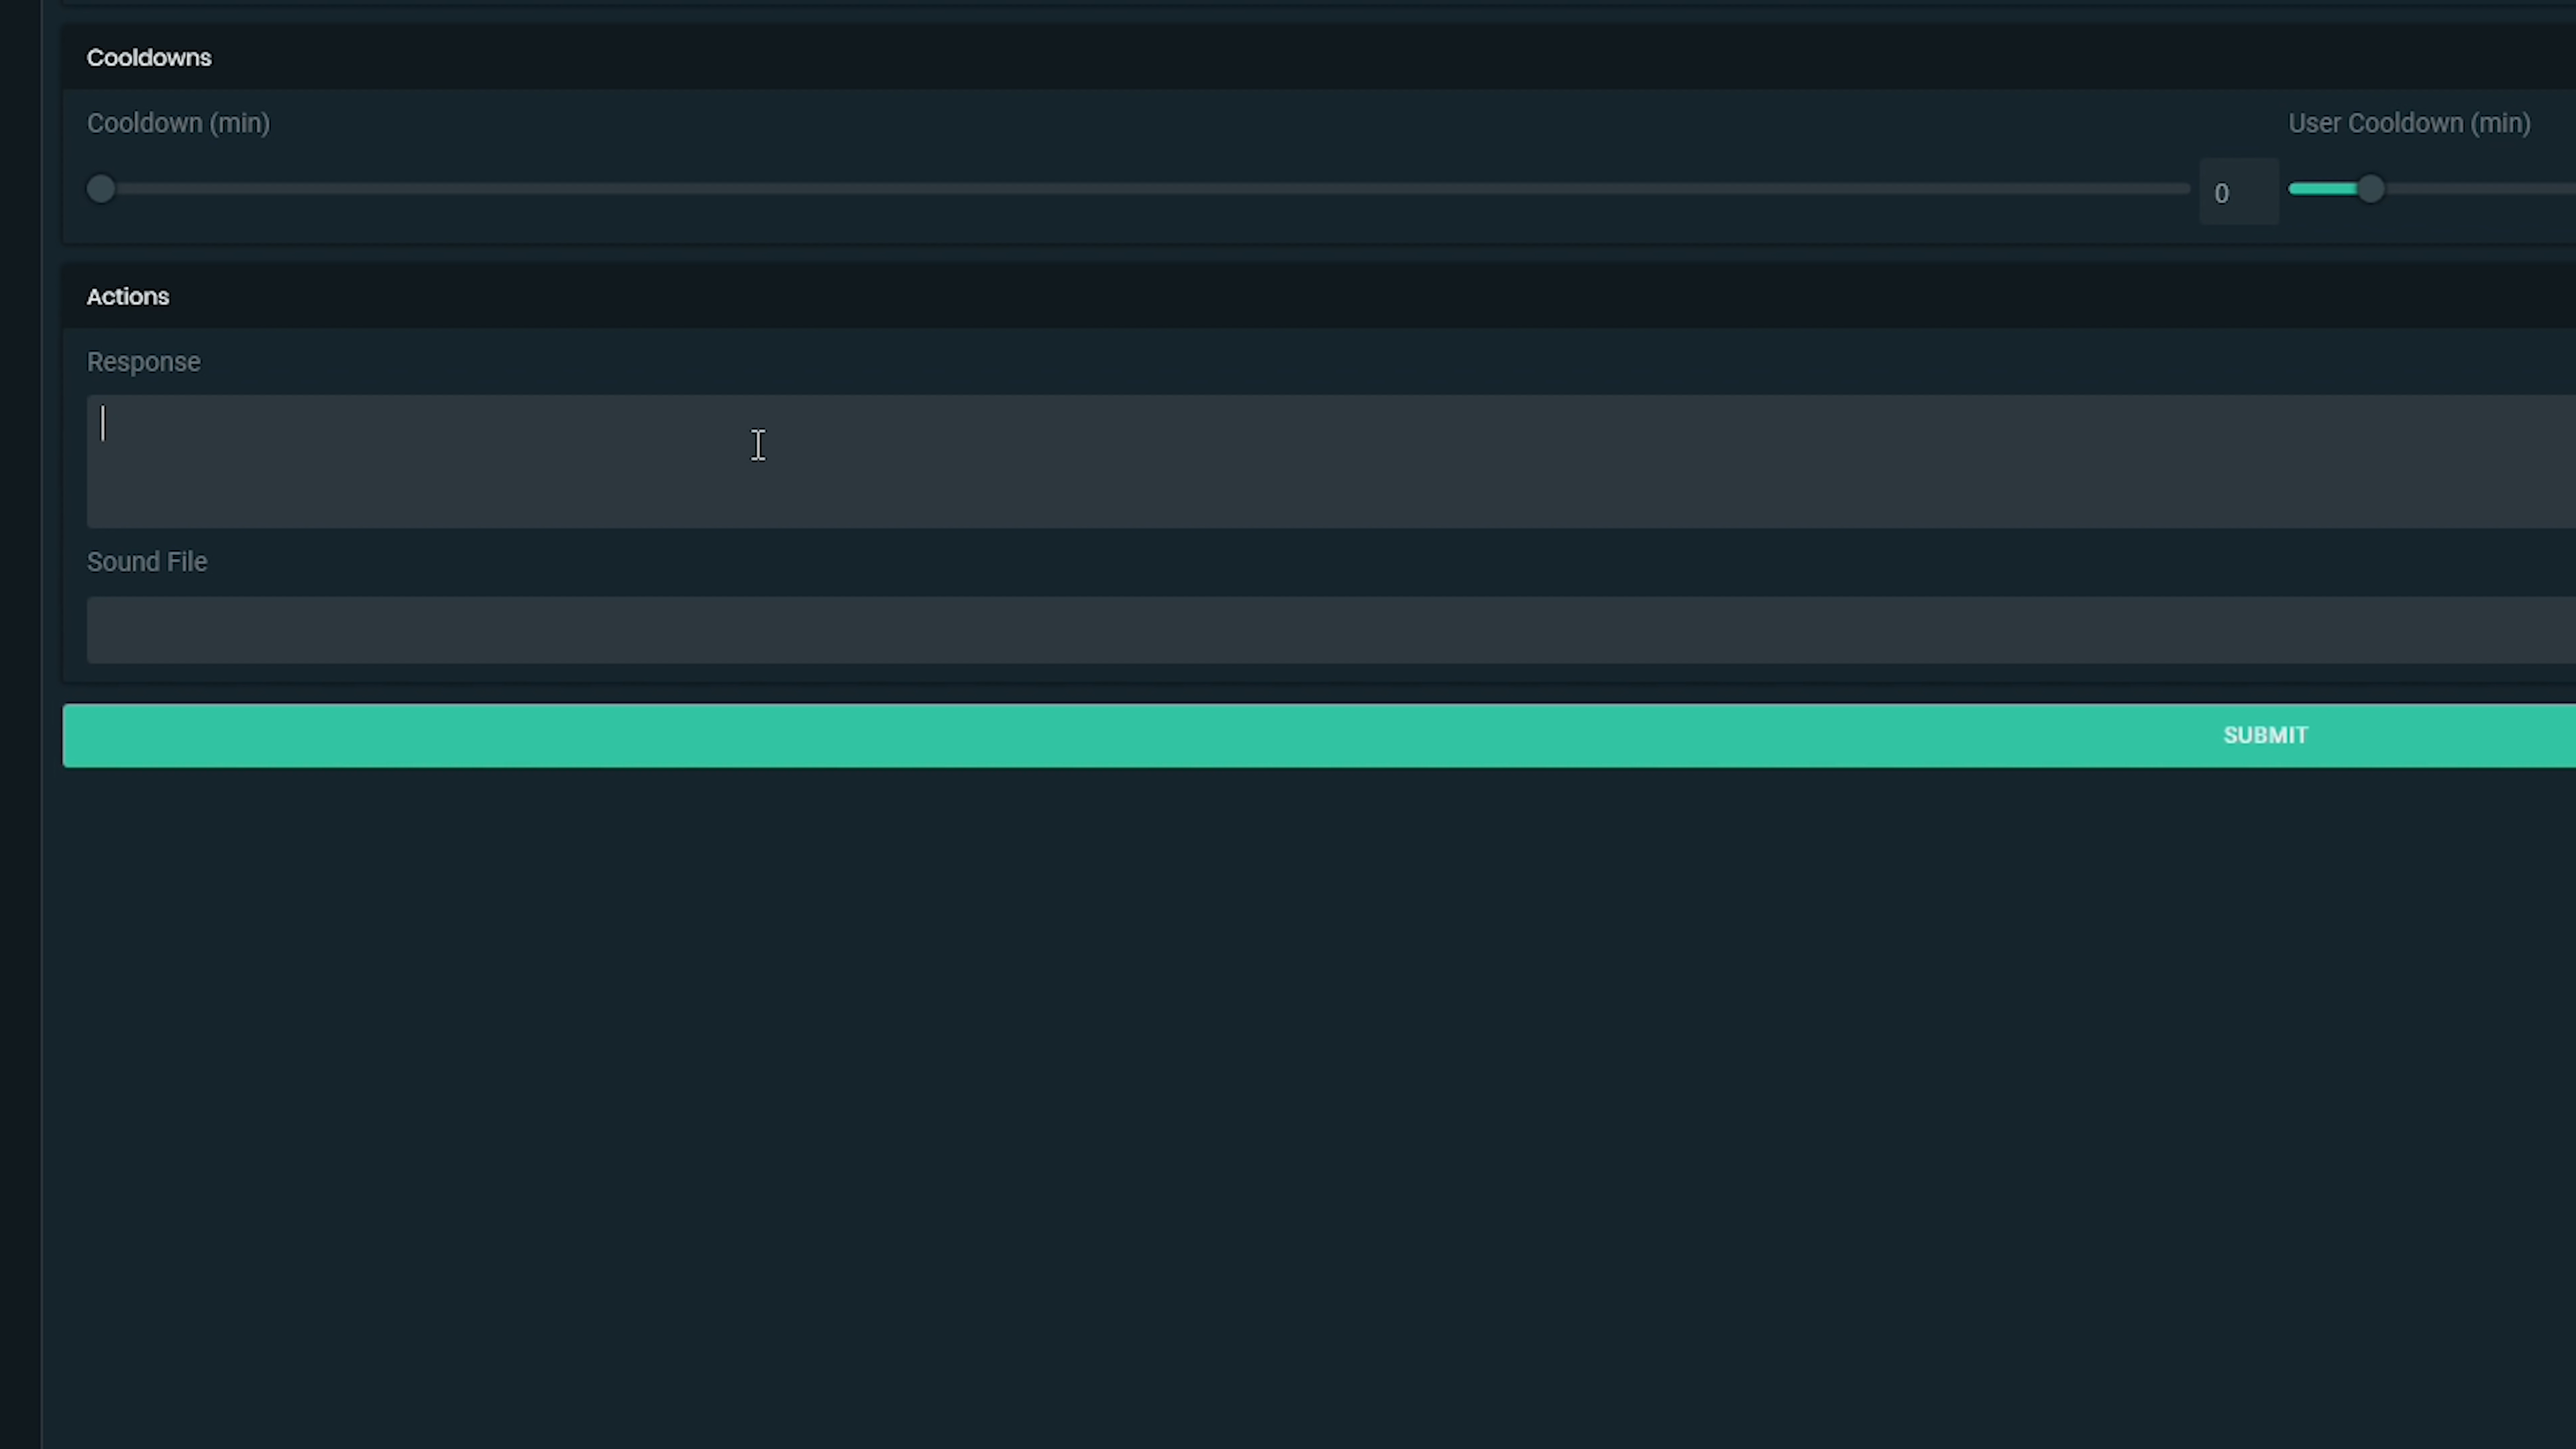 Cooldowns
Cooldown (min)
User Cooldown (min)
0
Actions
Response
Sound File
SUBMIT